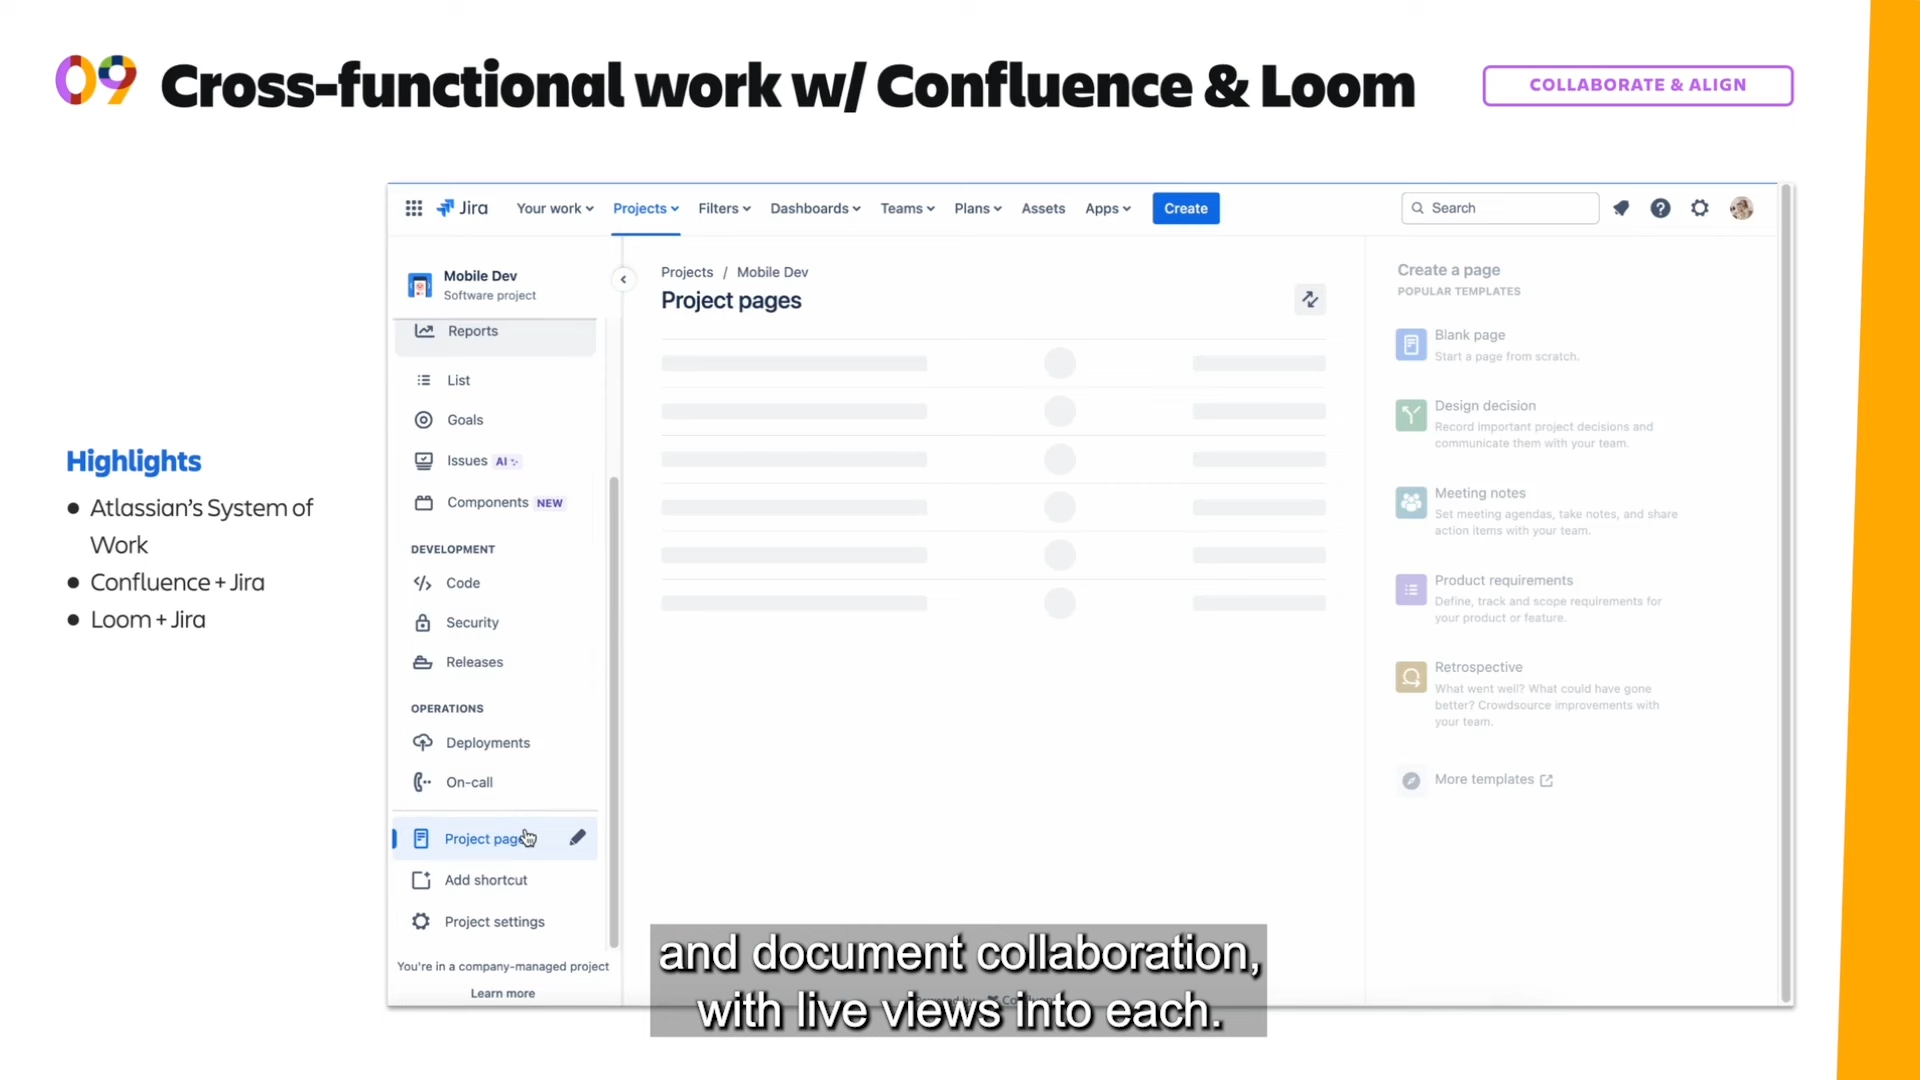 09 Cross-functional work w/ Confluence & Loom
COLLABORATE & ALIGN
Highlights
• Atlassian's System of
Work
• Confluence + Jira
• Loom + Jira
Jira
Your work
Projects
Filters
Dashboards
Teams
Plans
Assets
Apps
Create
Search
Mobile Dev
Software project
Reports
List
Goals
Issues AI
Components NEW
DEVELOPMENT
Code
Security
Releases
OPERATIONS
Deployments
On-call
Project page
Add shortcut
Project settings
You're in a company-managed project
Learn more
Projects / Mobile Dev
Project pages
Create a page
POPULAR TEMPLATES
Blank page
Start a page from scratch.
Design decision
Record important project decisions and
communicate them with your team.
Meeting notes
Set meeting agendas, take notes, and share
action items with your team.
Product requirements
Define, track and scope requirements for
your product or feature.
Retrospective
What went well? What could have gone
better? Crowdsource improvements with
your team.
More templates
and document collaboration,
with live views into each.